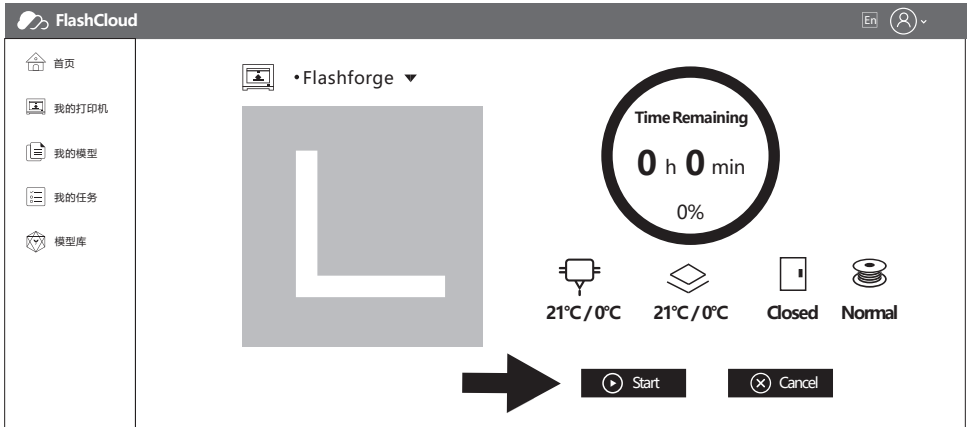 FlashCloud
En
首页
我的打印机
我的模型
我的任务
模型库
•Flashforge
Time Remaining
0 h 0 min
0%
21℃/0℃
21℃/0℃
Closed
Normal
Start
Cancel